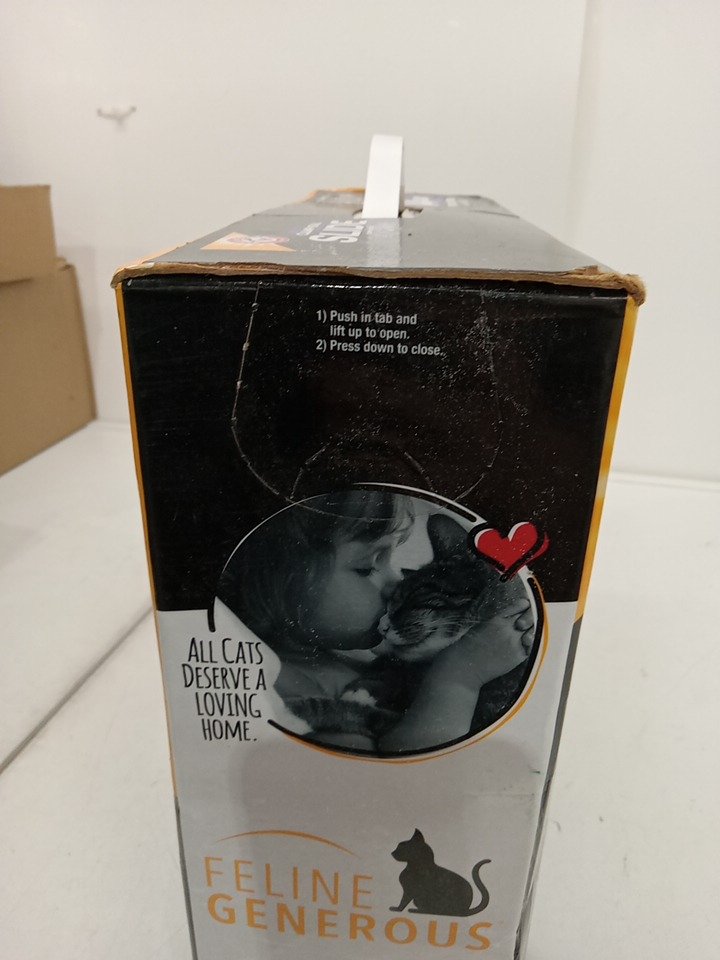 SLIDE
1) Push in tab and
lift up to open.
2) Press down to close.
ALL CATS
DESERVE A
LOVING
HOME.
FELINE
GENEROUS